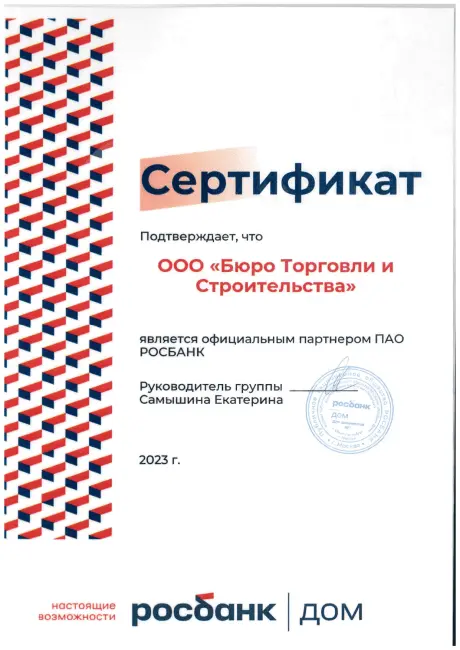 Сертификат
Подтверждает, что
ООО «Бюро Торговли и
Строительства»
является официальным партнером ПАО
РОСБАНК
Руководитель группы
Самышина Екатерина
росбанк
ДОМ
2023 г.
настоящие
возможности
росбанк | ДОМ